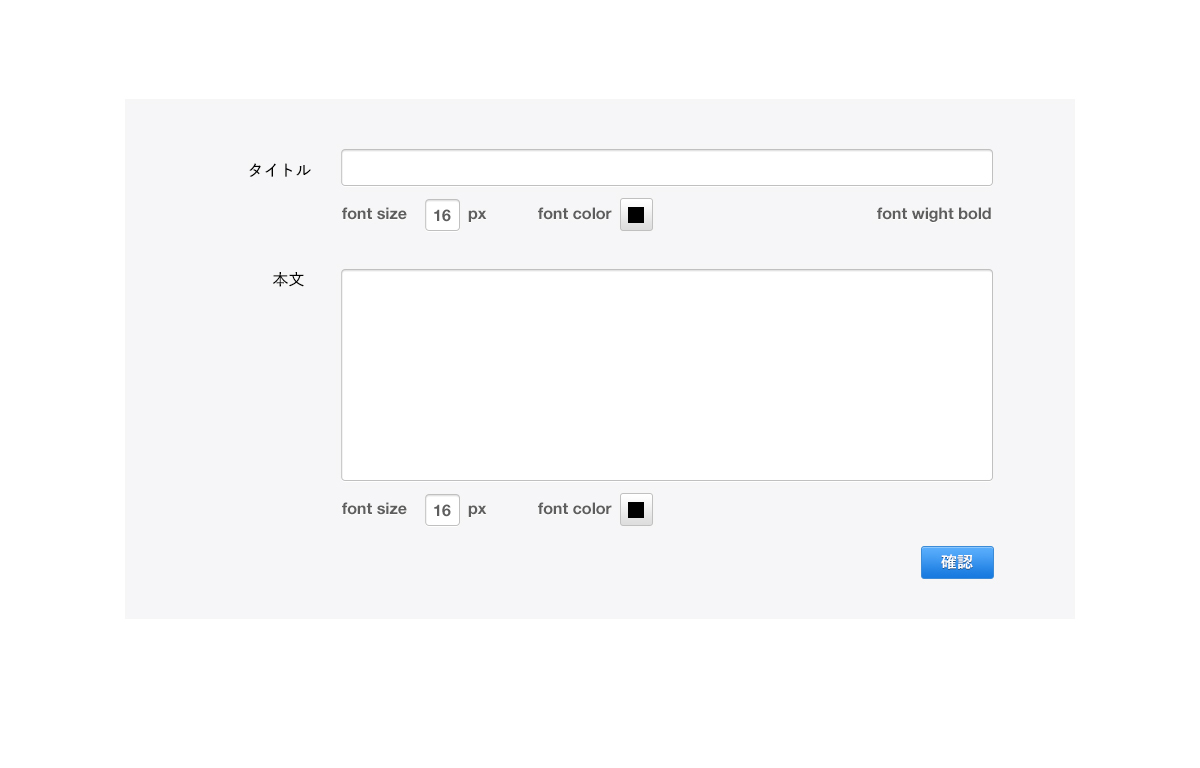 タイトル
font size 16 px font color font wight bold
本文
font size 16 px font color
確認